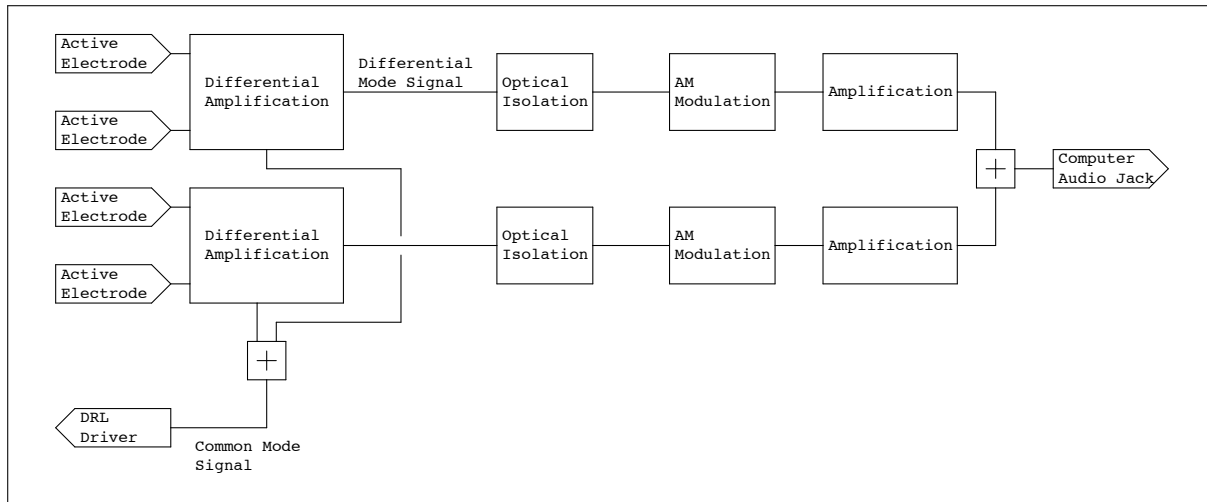 Active
Electrode
Differential
Amplification
Differential
Mode Signal
Optical
Isolation
AM
Modulation
Amplification
Active
Electrode
Computer
Audio Jack
Active
Electrode
Differential
Amplification
Optical
Isolation
AM
Modulation
Amplification
Active
Electrode
DRL
Driver
Common Mode
Signal